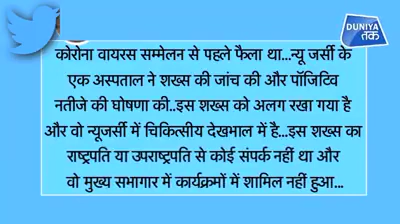 DUNIYA
तक
कोरोना वायरस सम्मेलन से पहले फैला था...न्यू जर्सी के
एक अस्पताल ने शख्स की जांच की और पॉजिटिव
नतीजे की घोषणा की..इस शख्स को अलग रखा गया है
और वो न्यूजर्सी में चिकित्सीय देखभाल में है...इस शख्स का
राष्ट्रपति या उपराष्ट्रपति से कोई संपर्क नहीं था और
वो मुख्य सभागार में कार्यक्रमों में शामिल नहीं हुआ...